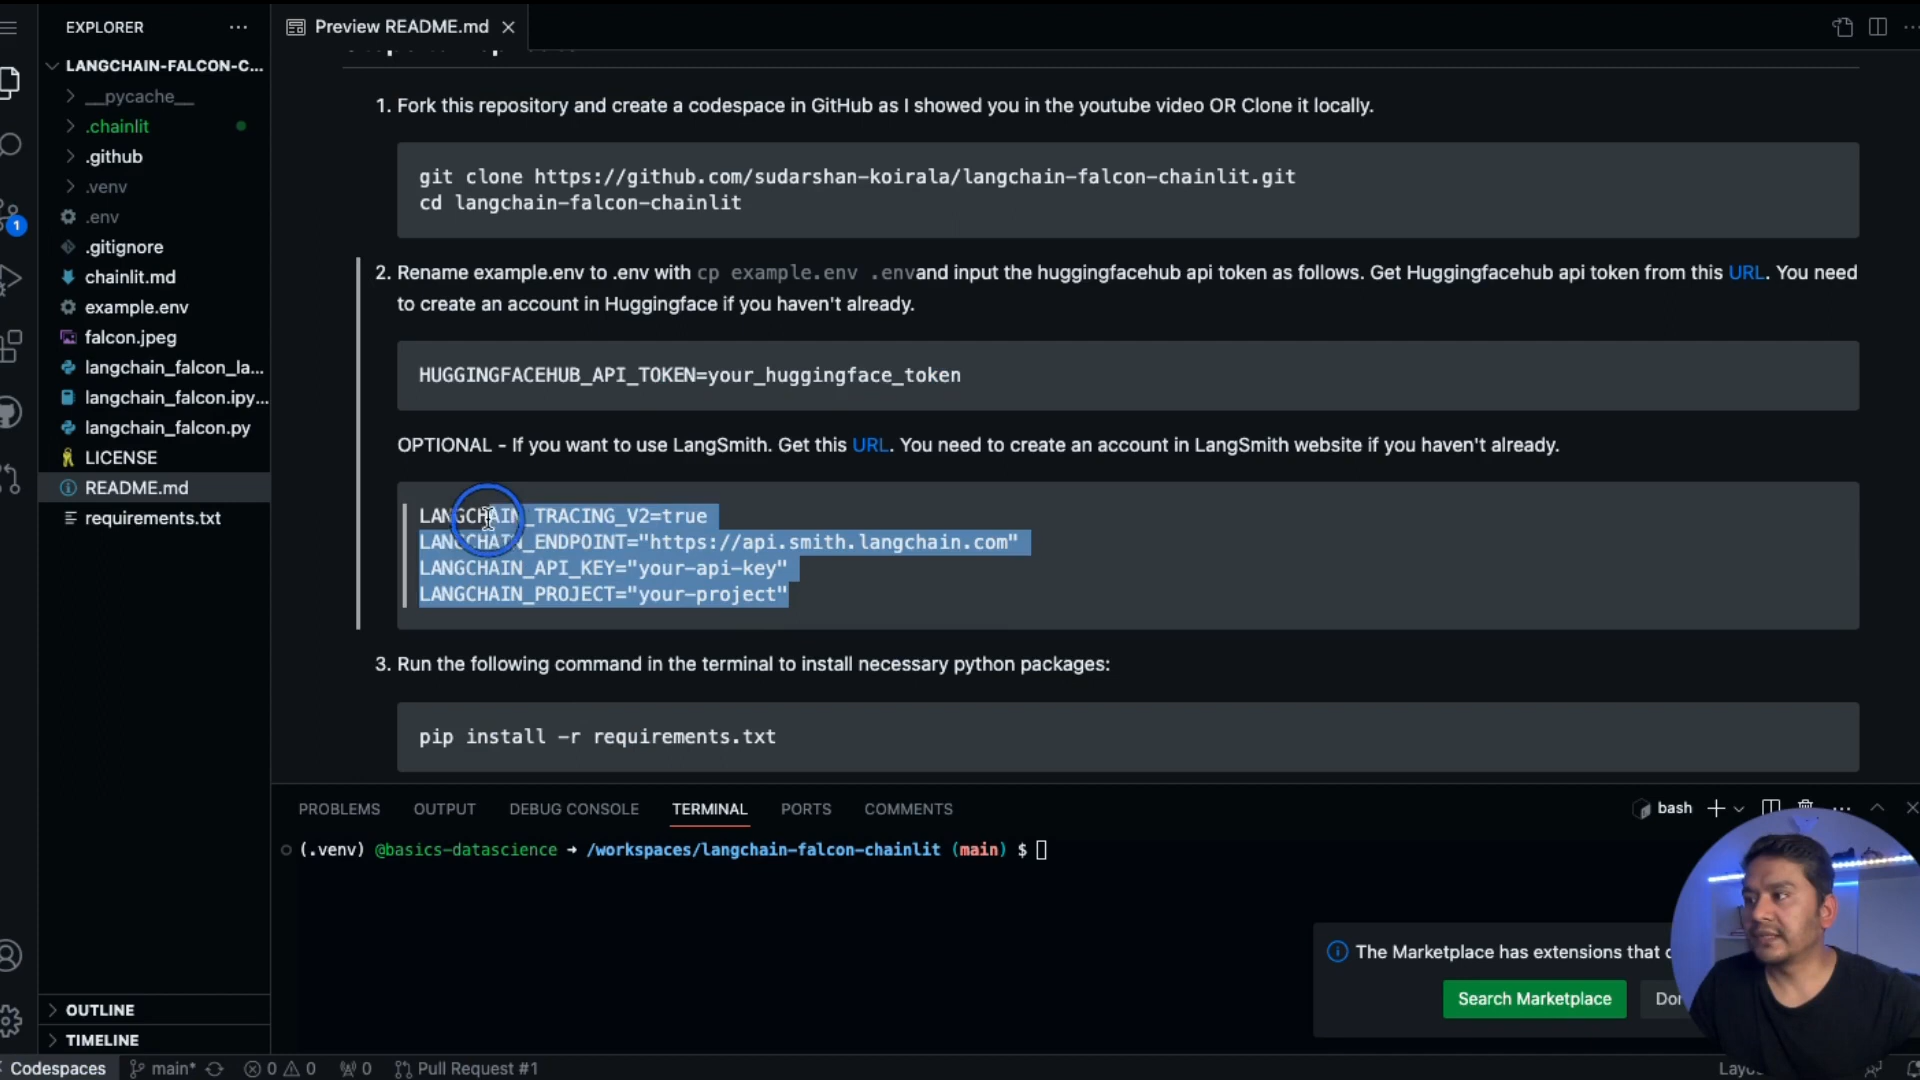 EXPLORER
Preview README.md
LANGCHAIN-FALCON-C...
__pycache__
.chainlit
.github
.venv
.env
.gitignore
chainlit.md
example.env
falcon.jpeg
langchain_falcon_la...
langchain_falcon.ipy...
langchain_falcon.py
LICENSE
README.md
requirements.txt
OUTLINE
TIMELINE
1
1. Fork this repository and create a codespace in GitHub as I showed you in the youtube video OR Clone it locally.
git clone https://github.com/sudarshan-koirala/langchain-falcon-chainlit.git
cd langchain-falcon-chainlit
2. Rename example.env to .env with cp example.env .envand input the huggingfacehub api token as follows. Get Huggingfacehub api token from this URL. You need
to create an account in Huggingface if you haven't already.
HUGGINGFACEHUB_API_TOKEN=your_huggingface_token
OPTIONAL - If you want to use LangSmith. Get this URL. You need to create an account in LangSmith website if you haven't already.
LANGCHAIN_TRACING_V2=true
LANGCHAIN_ENDPOINT="https://api.smith.langchain.com"
LANGCHAIN_API_KEY="your-api-key"
LANGCHAIN_PROJECT="your-project"
3. Run the following command in the terminal to install necessary python packages:
pip install -r requirements.txt
PROBLEMS OUTPUT DEBUG CONSOLE TERMINAL PORTS COMMENTS
bash
(.venv) @basics-datascience → /workspaces/langchain-falcon-chainlit (main) $
The Marketplace has extensions that
Search Marketplace
Codespaces main* 0 0 0 Pull Request #1